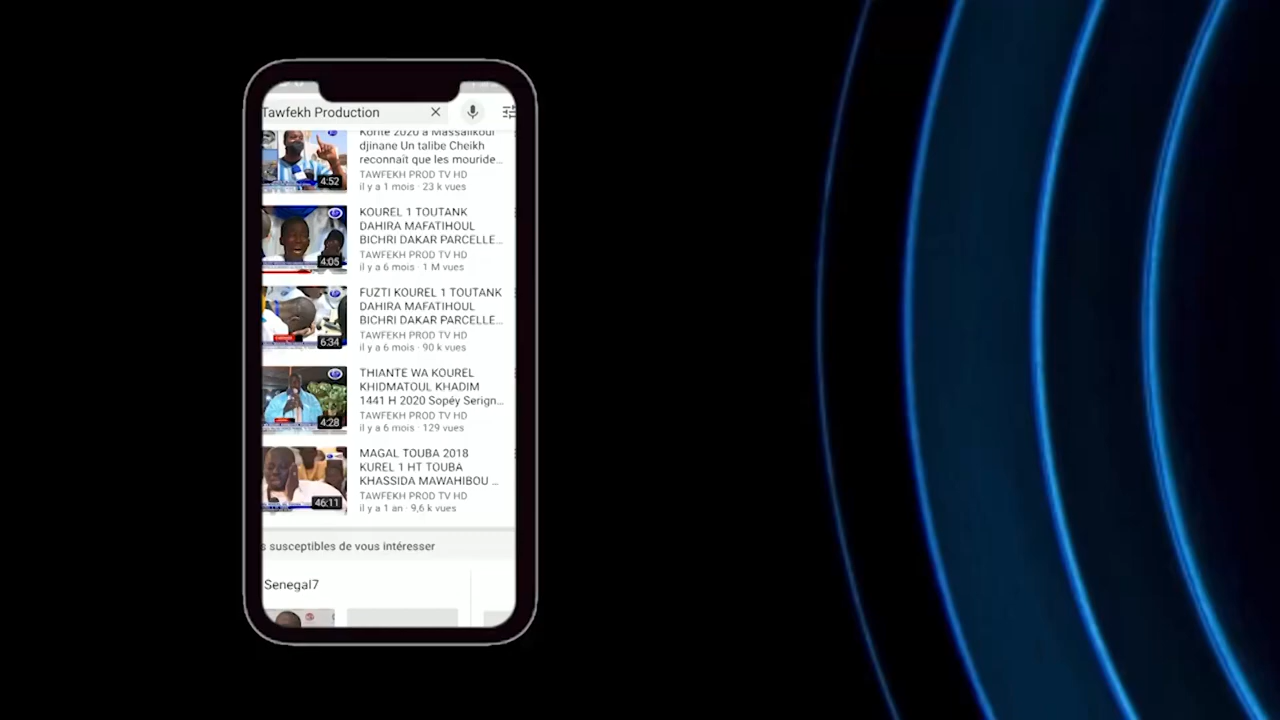 Tawfekh Production
Korite 2020 à Massalikoul
djinane Un talibe Cheikh
reconnait que les mouride...
TAWFEKH PROD TV HD
il y a 1 mois · 23 k vues
4:52
KOUREL 1 TOUTANK
DAHIRA MAFATIHOUL
BICHRI DAKAR PARCELLE...
TAWFEKH PROD TV HD
il y a 6 mois · 1 M vues
4:05
FUZTI KOUREL 1 TOUTANK
DAHIRA MAFATIHOUL
BICHRI DAKAR PARCELLE...
TAWFEKH PROD TV HD
il y a 6 mois · 90 k vues
6:34
THIANTE WA KOUREL
KHIDMATOUL KHADIM
1441 H 2020 Sopéy Serign...
TAWFEKH PROD TV HD
il y a 6 mois · 129 vues
4:28
MAGAL TOUBA 2018
KUREL 1 HT TOUBA
KHASSIDA MAWAHIBOU ...
TAWFEKH PROD TV HD
il y a 1 an · 9,6 k vues
46:11
s susceptibles de vous intéresser
Senegal7